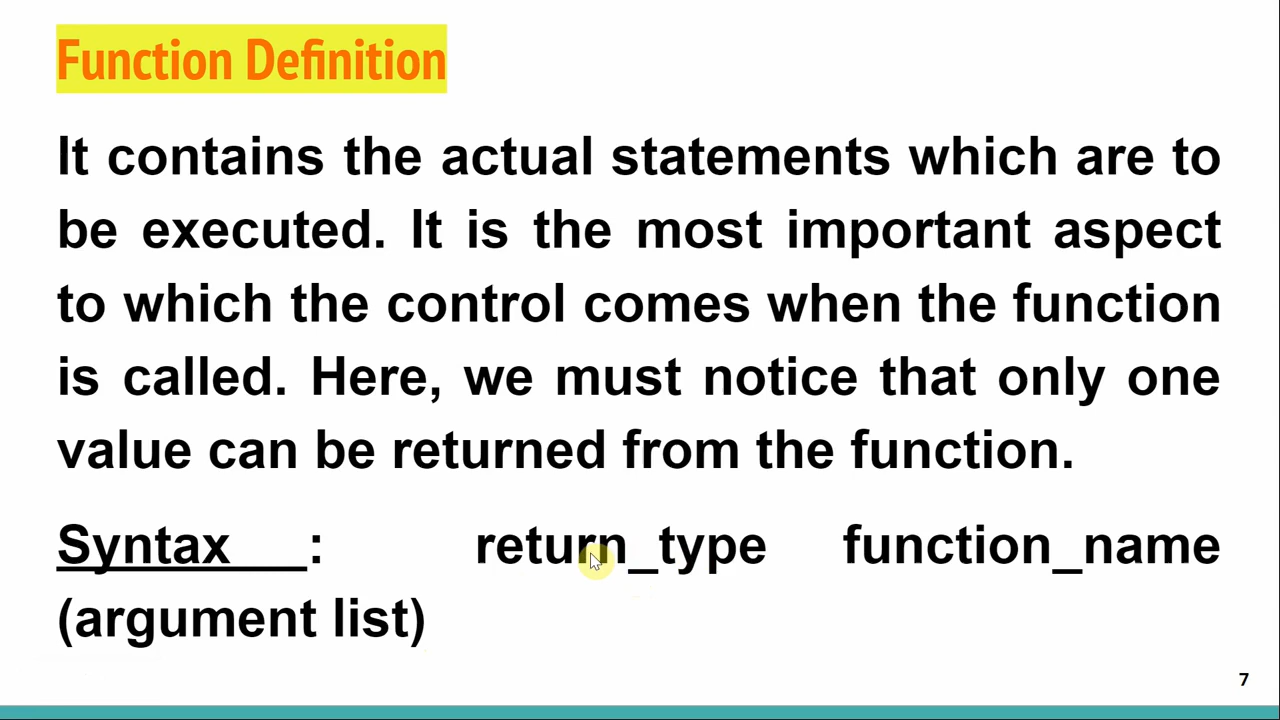 Function Definition
It contains the actual statements which are to
be executed. It is the most important aspect
to which the control comes when the function
is called. Here, we must notice that only one
value can be returned from the function.
Syntax : return_type function_name
(argument list)
7